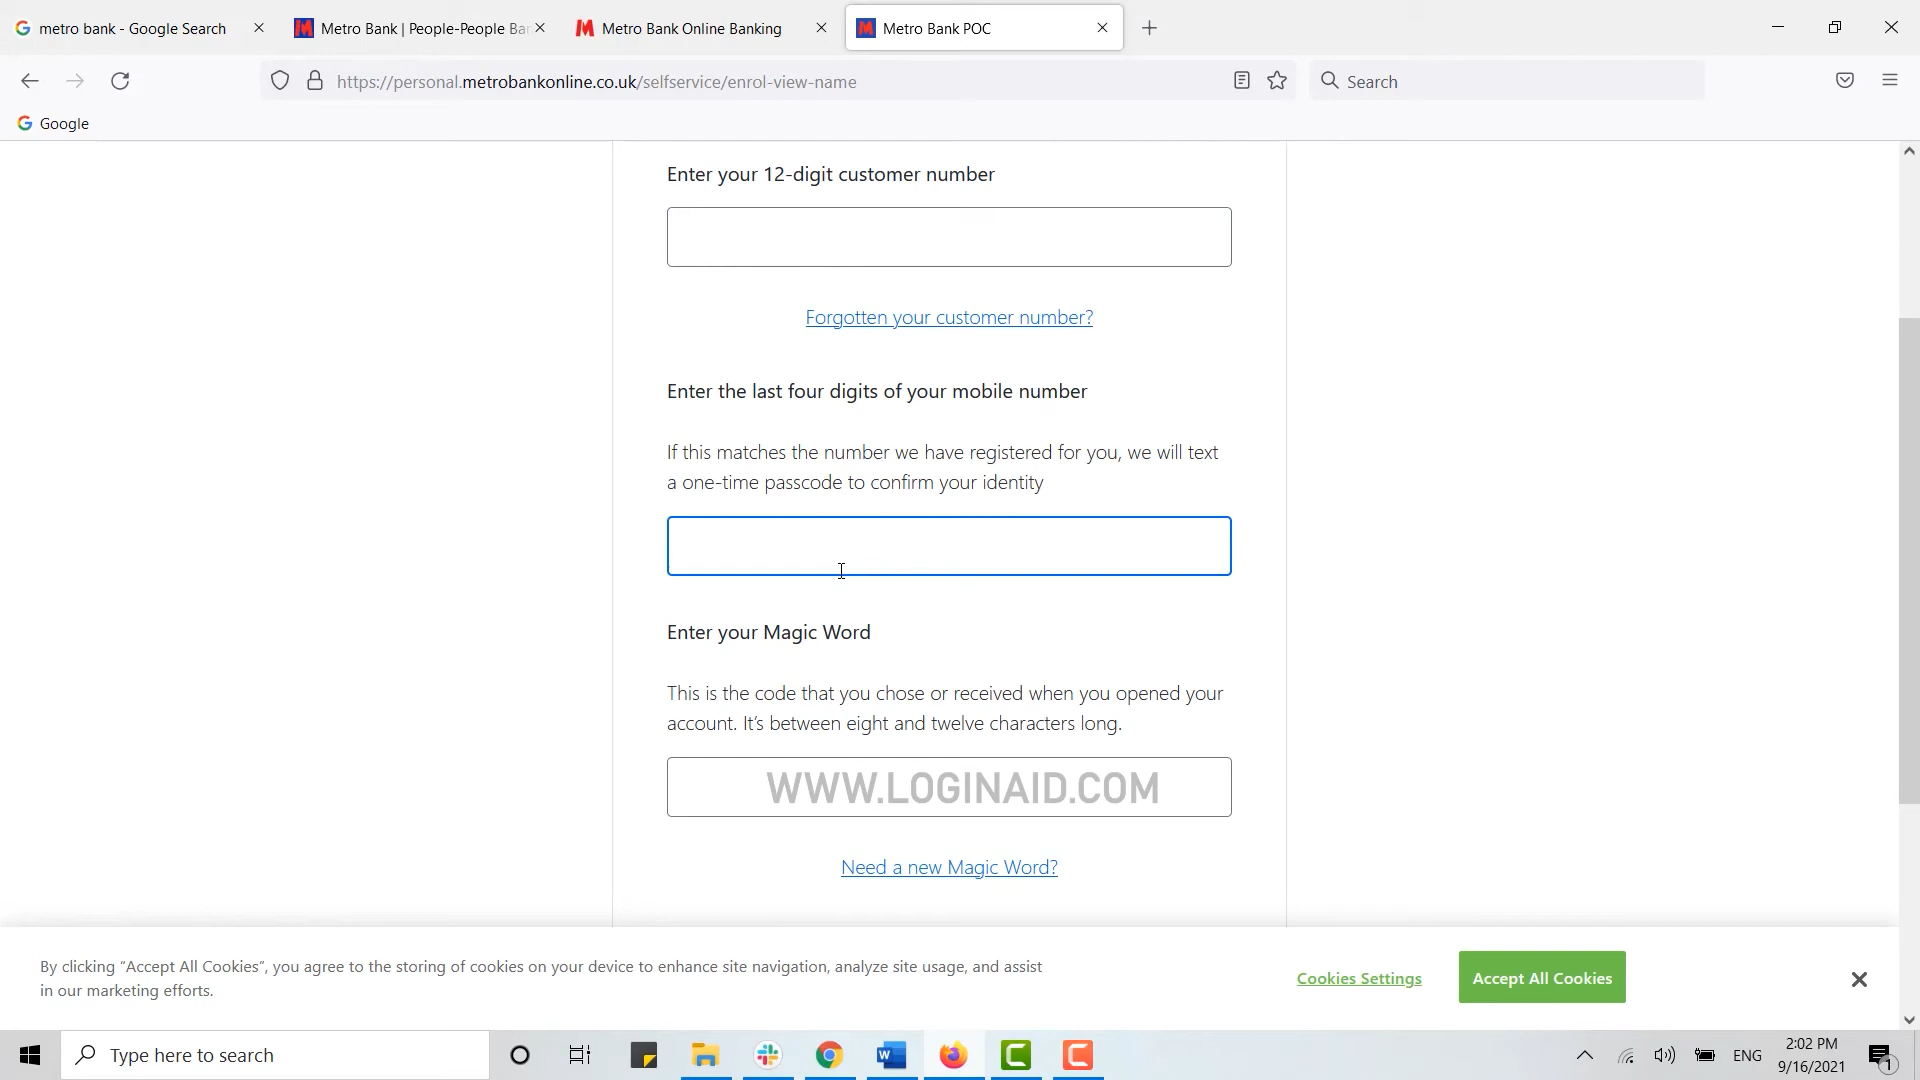 metro bank - Google Search
Metro Bank | People-People Ban
Metro Bank Online Banking
Metro Bank POC
https://personal.metrobankonline.co.uk/selfservice/enrol-view-name
Search
Google
Enter your 12-digit customer number
Forgotten your customer number?
Enter the last four digits of your mobile number
If this matches the number we have registered for you, we will text
a one-time passcode to confirm your identity
Enter your Magic Word
This is the code that you chose or received when you opened your
account. It’s between eight and twelve characters long.
WWW.LOGINAID.COM
Need a new Magic Word?
By clicking “Accept All Cookies”, you agree to the storing of cookies on your device to enhance site navigation, analyze site usage, and assist
in our marketing efforts.
Cookies Settings
Accept All Cookies
Type here to search
ENG
2:02 PM
9/16/2021
1